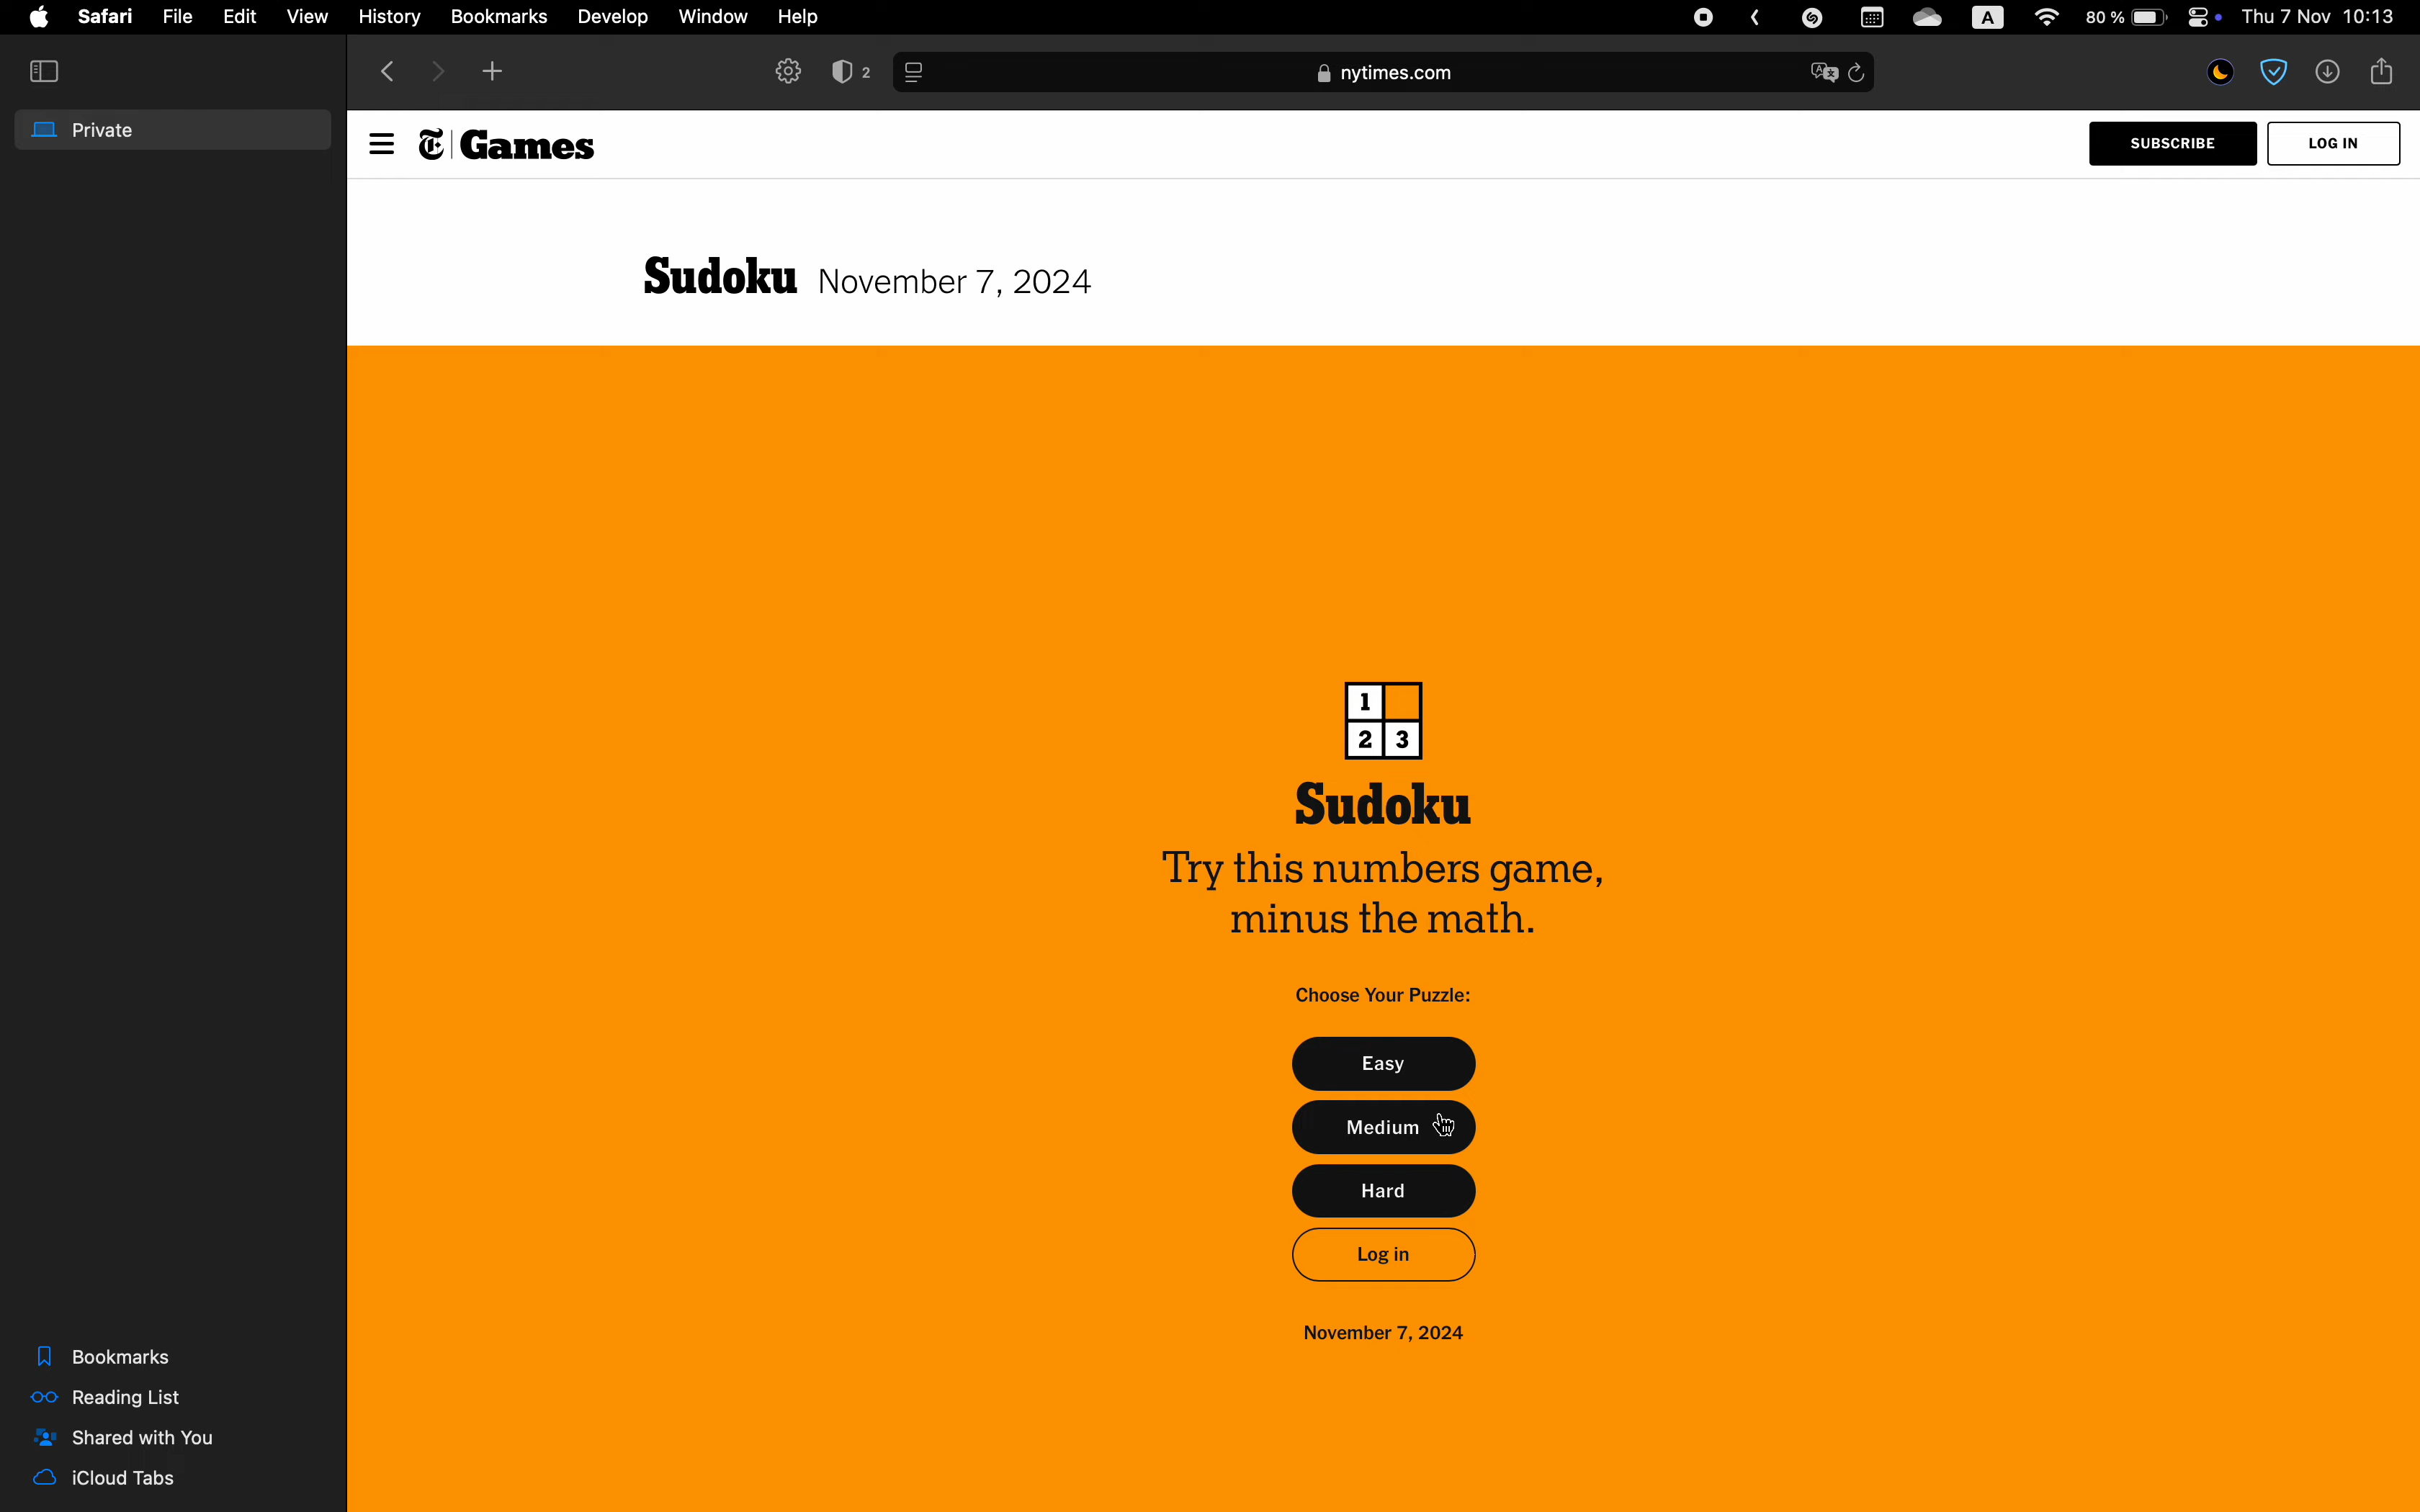 Safari File Edit View History Bookmarks Develop Window Help A 80 % Thu 7 Nov 10:13
2 nytimes.com
Private
T Games SUBSCRIBE LOG IN
Sudoku November 7, 2024
1
2 3
Sudoku
Try this numbers game,
minus the math.
Choose Your Puzzle:
Easy
Medium
Hard
Log in
November 7, 2024
Bookmarks
Reading List
Shared with You
iCloud Tabs